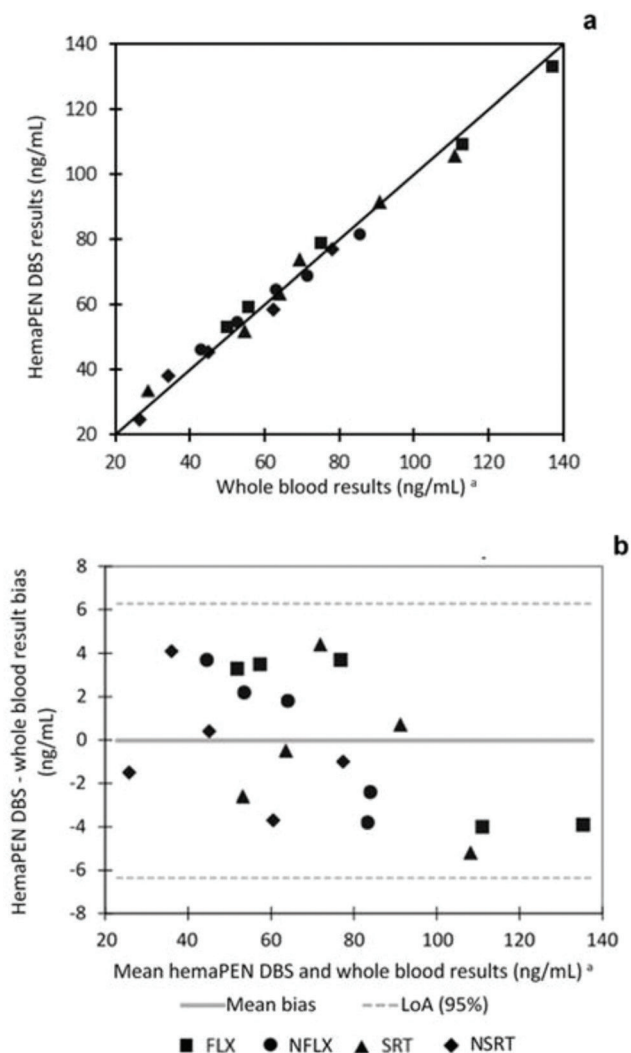 a
140
120
100
80
60
40
20
HemaPEN DBS results (ng/mL)
20 40 60 80 100 120 140
Whole blood results (ng/mL) a
b
8
6
4
2
0
-2
-4
-6
-8
HemaPEN DBS - whole blood result bias
(ng/mL)
20 40 60 80 100 120 140
Mean hemaPEN DBS and whole blood results (ng/mL) a
Mean bias LoA (95%)
FLX NFLX SRT NSRT